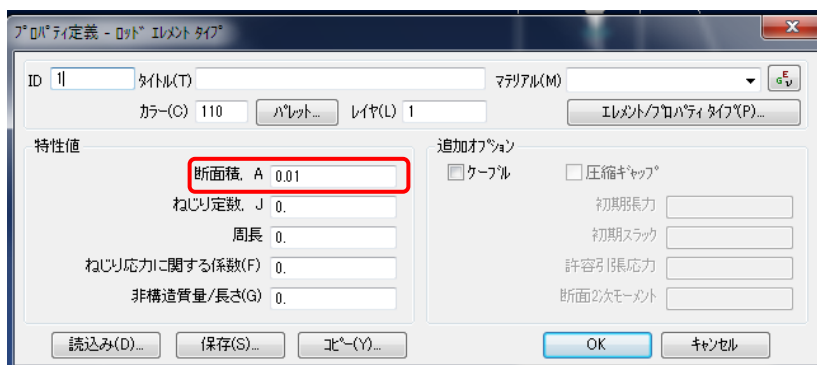 ﾌﾟﾛﾊﾟﾃｨ定義 - ﾛｯﾄﾞ ｴﾚﾒﾝﾄ ﾀｲﾌﾟ
ID 1 ﾀｲﾄﾙ(T) ﾏﾃﾘｱﾙ(M)
ｶﾗｰ(C) 110 ﾊﾟﾚｯﾄ... ﾚｲﾔ(L) 1 ｴﾚﾒﾝﾄ/ﾌﾟﾛﾊﾟﾃｨ ﾀｲﾌﾟ(P)...
特性値 追加ｵﾌﾟｼｮﾝ
断面積, A 0.01 ｹｰﾌﾞﾙ 圧縮ｷﾞｬｯﾌﾟ
ねじり定数, J 0. 初期張力
周長 0. 初期ｽﾗｯｸ
ねじり応力に関する係数(F) 0. 許容引張応力
非構造質量/長さ(G) 0. 断面2次ﾓｰﾒﾝﾄ
読込み(D)... 保存(S)... ｺﾋﾟｰ(Y)... OK ｷｬﾝｾﾙ